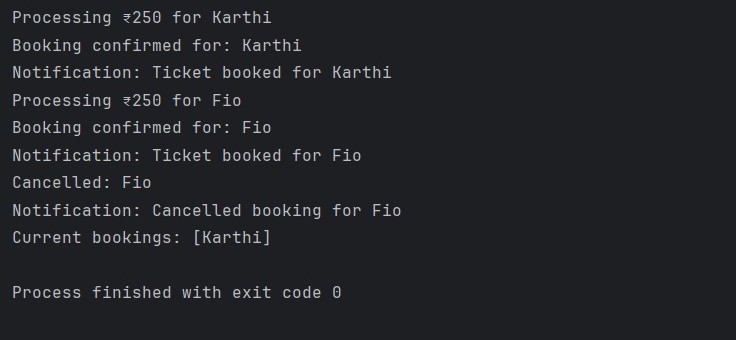 Processing ₹250 for Karthi
Booking confirmed for: Karthi
Notification: Ticket booked for Karthi
Processing ₹250 for Fio
Booking confirmed for: Fio
Notification: Ticket booked for Fio
Cancelled: Fio
Notification: Cancelled booking for Fio
Current bookings: [Karthi]
Process finished with exit code 0